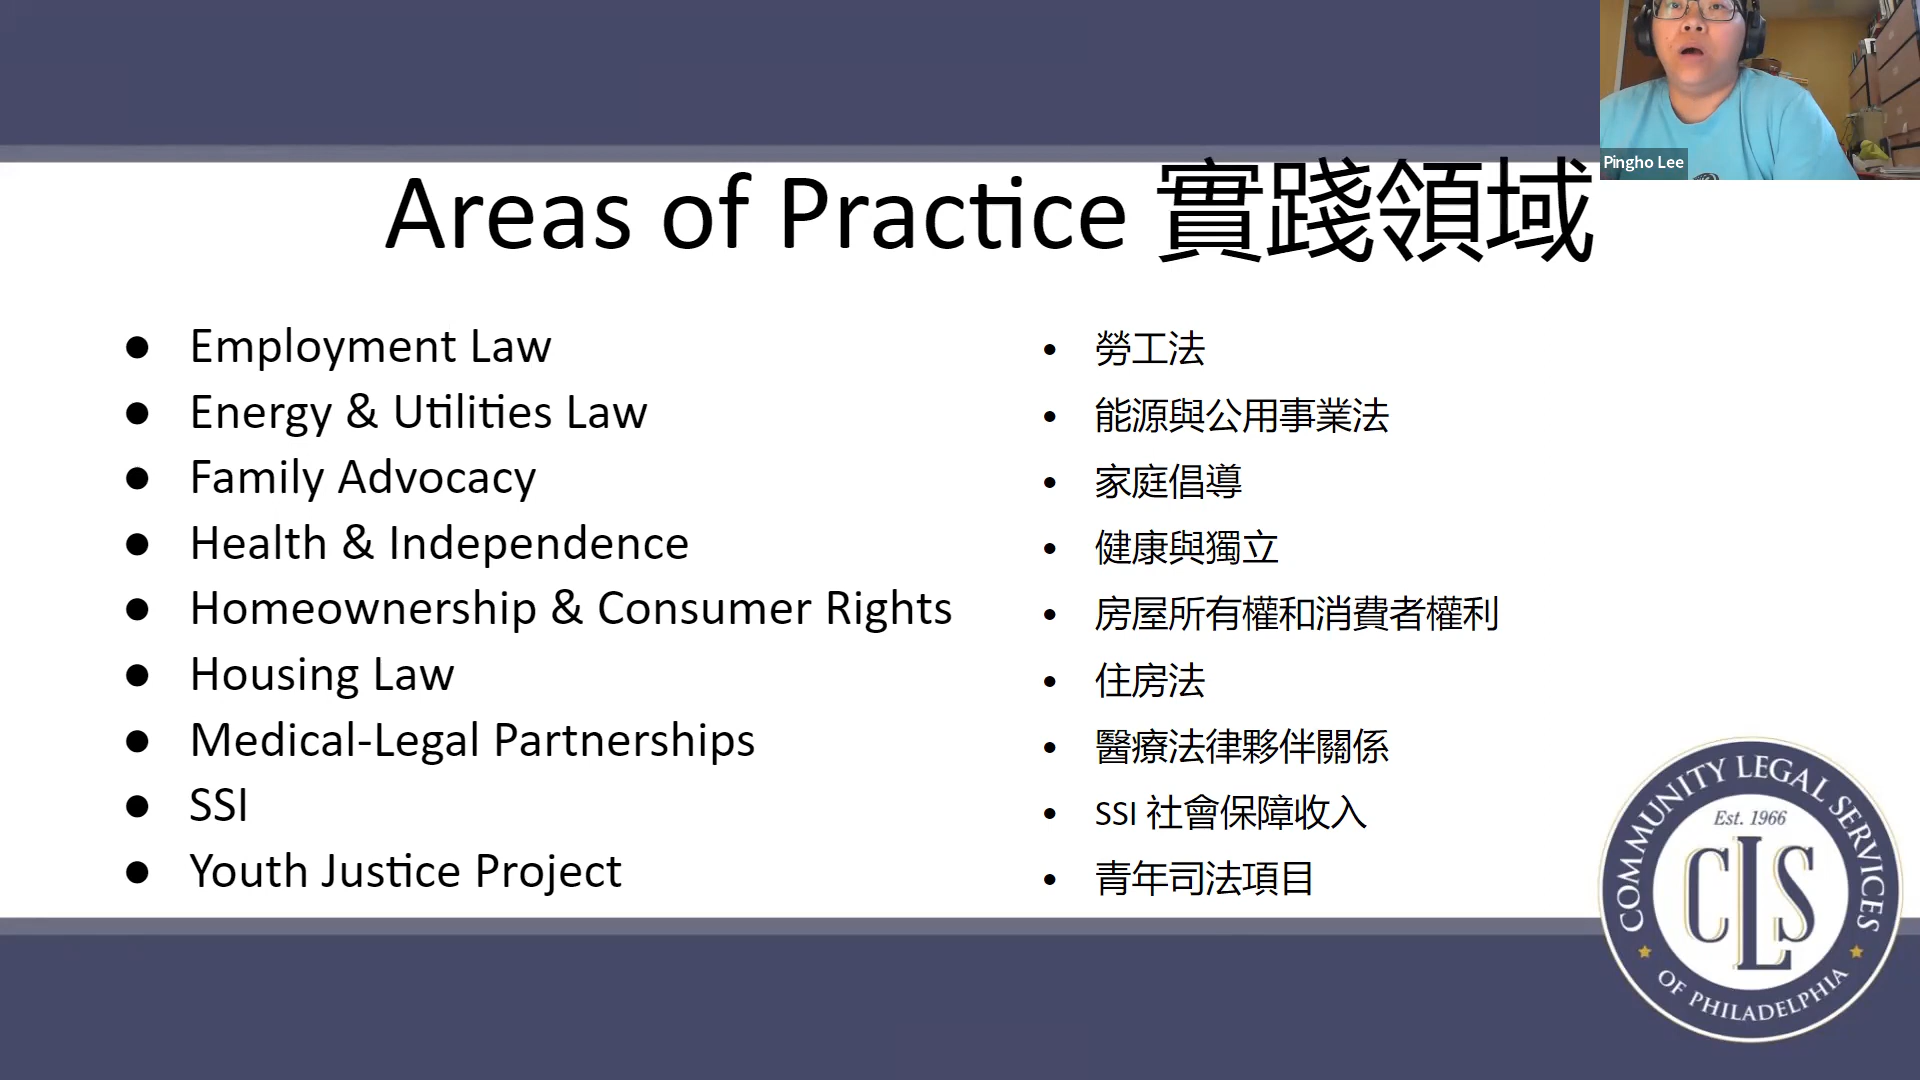 Pingho Lee
Areas of Practice 實踐領域
● Employment Law
● Energy & Utilities Law
● Family Advocacy
● Health & Independence
● Homeownership & Consumer Rights
● Housing Law
● Medical-Legal Partnerships
● SSI
● Youth Justice Project
• 勞工法
• 能源與公用事業法
• 家庭倡導
• 健康與獨立
• 房屋所有權和消費者權利
• 住房法
• 醫療法律夥伴關係
• SSI 社會保障收入
• 青年司法項目
COMMUNITY LEGAL SERVICES
Est. 1966
CLS
OF PHILADELPHIA